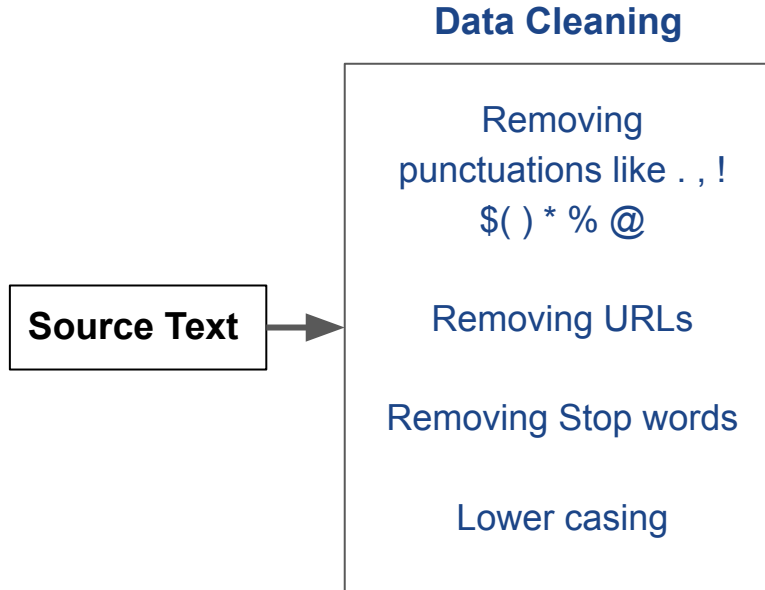 Data Cleaning
Removing
punctuations like . , !
$( ) * % @
Source Text
Removing URLs
Removing Stop words
Lower casing